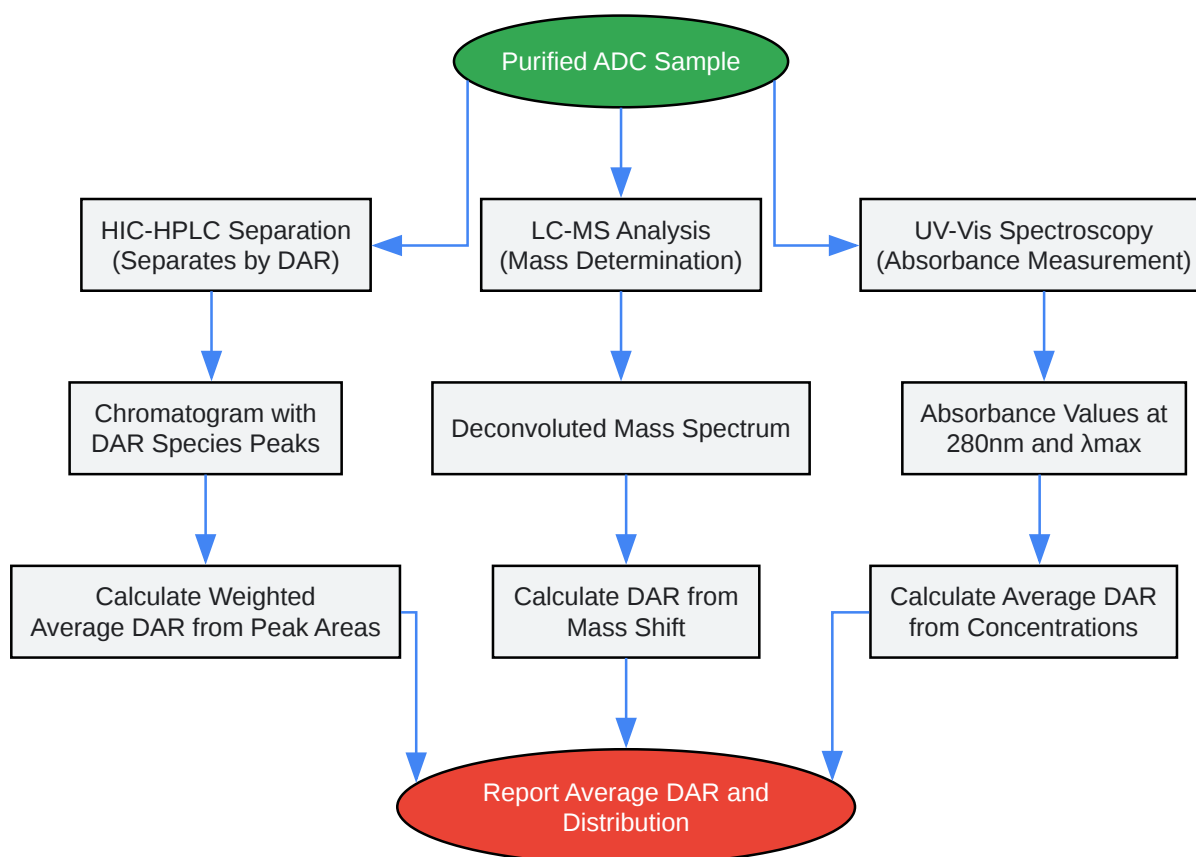 Purified ADC Sample
HIC-HPLC Separation
(Separates by DAR)
LC-MS Analysis
(Mass Determination)
UV-Vis Spectroscopy
(Absorbance Measurement)
Chromatogram with
DAR Species Peaks
Deconvoluted Mass Spectrum
Absorbance Values at
280nm and λmax
Calculate Weighted
Average DAR from Peak Areas
Calculate DAR from
Mass Shift
Calculate Average DAR
from Concentrations
Report Average DAR and
Distribution